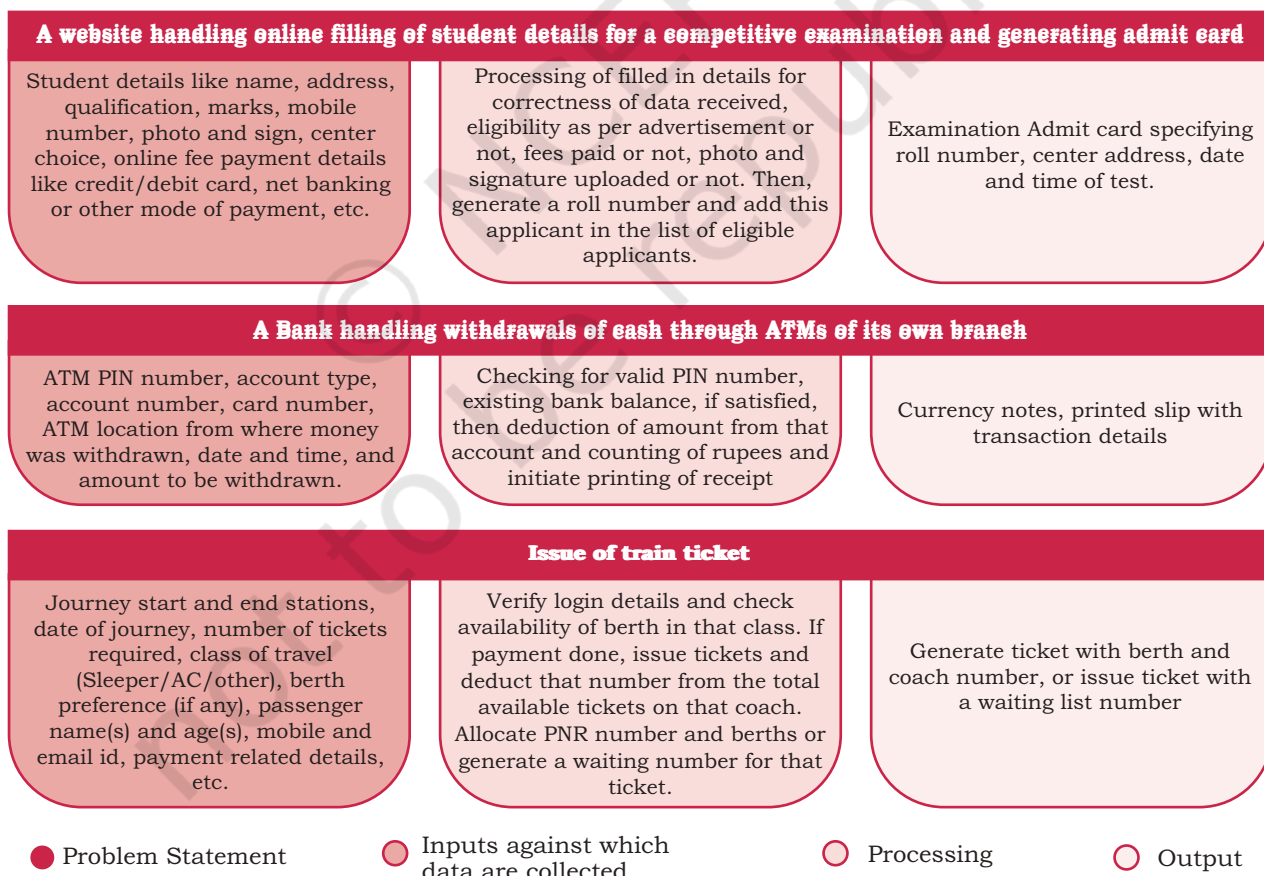 A website handling online filling of student details for a competitive examination and generating admit card
Student details like name, address,
qualification, marks, mobile
number, photo and sign, center
choice, online fee payment details
like credit/debit card, net banking
or other mode of payment, etc.
Processing of filled in details for
correctness of data received,
eligibility as per advertisement or
not, fees paid or not, photo and
signature uploaded or not. Then,
generate a roll number and add this
applicant in the list of eligible
applicants.
Examination Admit card specifying
roll number, center address, date
and time of test.
A Bank handling withdrawals of cash through ATMs of its own branch
ATM PIN number, account type,
account number, card number,
ATM location from where money
was withdrawn, date and time, and
amount to be withdrawn.
Checking for valid PIN number,
existing bank balance, if satisfied,
then deduction of amount from that
account and counting of rupees and
initiate printing of receipt
Currency notes, printed slip with
transaction details
Issue of train ticket
Journey start and end stations,
date of journey, number of tickets
required, class of travel
(Sleeper/AC/other), berth
preference (if any), passenger
name(s) and age(s), mobile and
email id, payment related details,
etc.
Verify login details and check
availability of berth in that class. If
payment done, issue tickets and
deduct that number from the total
available tickets on that coach.
Allocate PNR number and berths or
generate a waiting number for that
ticket.
Generate ticket with berth and
coach number, or issue ticket with
a waiting list number
Problem Statement
Inputs against which
data are collected
Processing
Output
not to be republ
© NCE